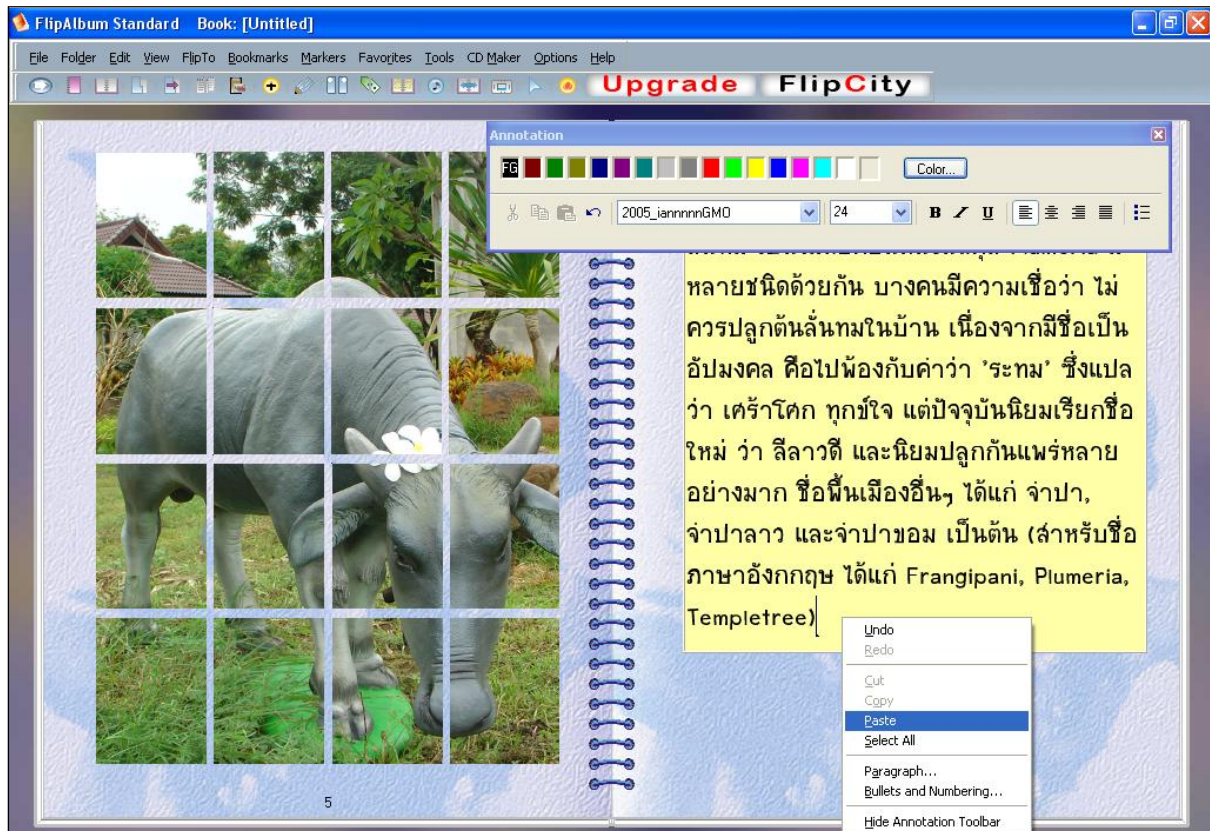 FlipAlbum Standard Book: [Untitled]
File Folder Edit View FlipTo Bookmarks Markers Favorites Tools CD Maker Options Help
Upgrade FlipCity
Annotation
FG Color...
2005_iannnnnGMO 24 B I U
หลายชนิดด้วยกัน บางคนมีความเชื่อว่า ไม่
ควรปลูกต้นลั่นทมในบ้าน เนื่องจากมีชื่อเป็น
อัปมงคล คือไปพ้องกับคำว่า 'ระทม' ซึ่งแปล
ว่า เศร้าโศก ทุกข์ใจ แต่ปัจจุบันนิยมเรียกชื่อ
ใหม่ ว่า ลีลาวดี และนิยมปลูกกันแพร่หลาย
อย่างมาก ชื่อพื้นเมืองอื่นๆ ได้แก่ จำปา,
จำปาลาว และจำปาขอม เป็นต้น (สำหรับชื่อ
ภาษาอังกกฤษ ได้แก่ Frangipani, Plumeria,
Templetree)
Undo
Redo
Cut
Copy
Paste
Select All
Paragraph...
Bullets and Numbering...
Hide Annotation Toolbar
5